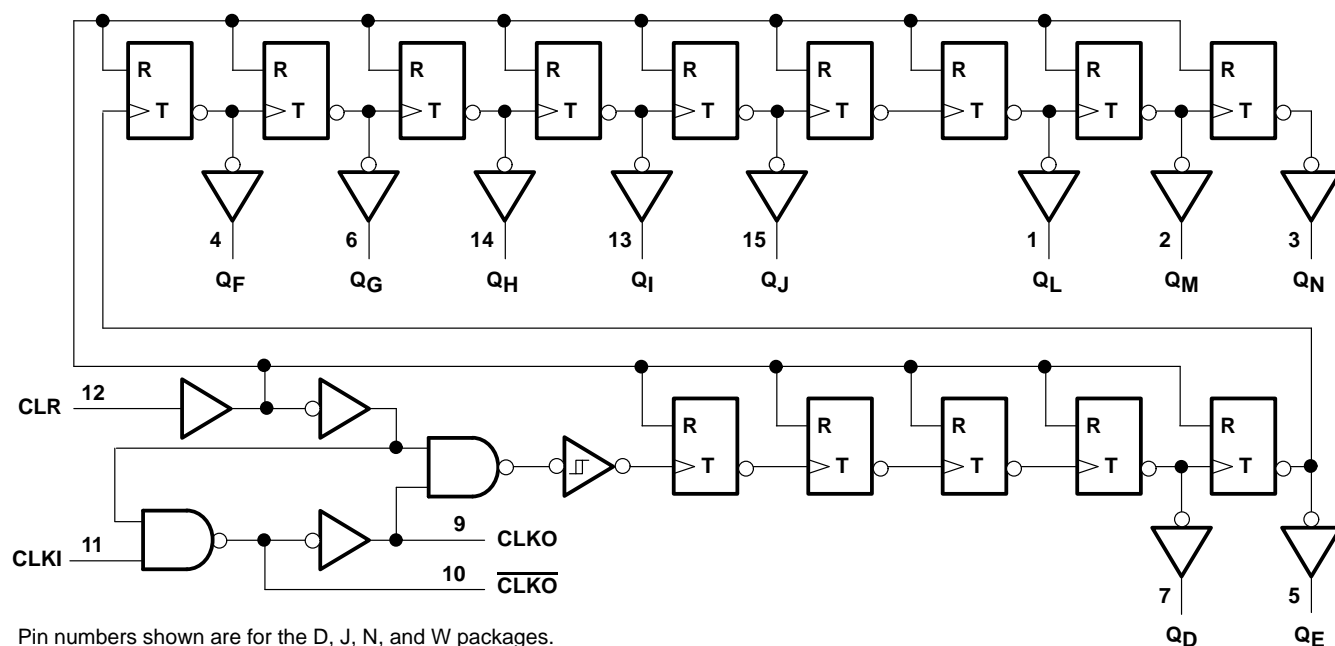 R R R R R R R R R
T T T T T T T T T
4 6 14 13 15 1 2 3
QF QG QH QI QJ QL QM QN
CLR 12
R R R R R
T T T T T
9 CLKO
CLKI 11
10 CLKO
7 5
QD QE
Pin numbers shown are for the D, J, N, and W packages.